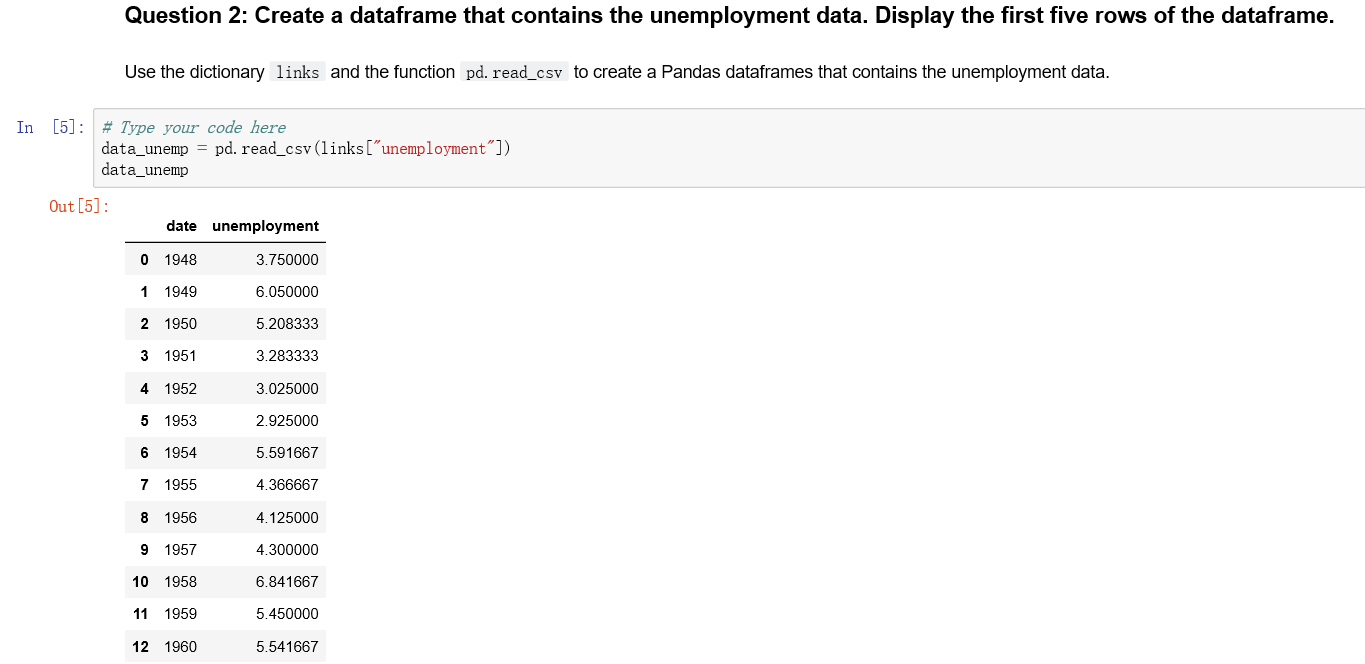 Question 2: Create a dataframe that contains the unemployment data. Display the first five rows of the dataframe.
Use the dictionary links and the function pd.read_csv to create a Pandas dataframes that contains the unemployment data.
In [5]:
# Type your code here
data_unemp = pd.read_csv(links["unemployment"])
data_unemp
Out[5]:
date unemployment
0 1948 3.750000
1 1949 6.050000
2 1950 5.208333
3 1951 3.283333
4 1952 3.025000
5 1953 2.925000
6 1954 5.591667
7 1955 4.366667
8 1956 4.125000
9 1957 4.300000
10 1958 6.841667
11 1959 5.450000
12 1960 5.541667